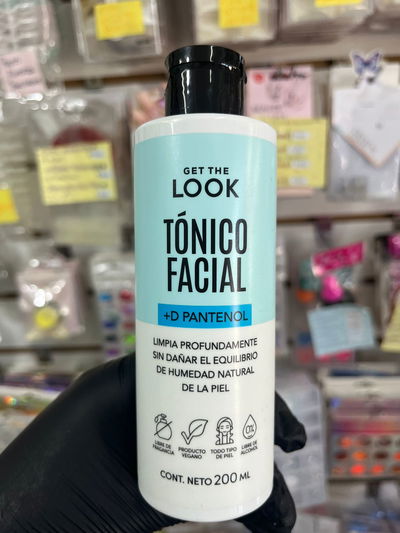 GET THE
LOOK
TÓNICO
FACIAL
+D PANTENOL
LIMPIA PROFUNDAMENTE
SIN DAÑAR EL EQUILIBRIO
DE HUMEDAD NATURAL
DE LA PIEL
LIBRE DE
FRAGANCIA
PRODUCTO
VEGANO
TODO TIPO
DE PIEL
0%
LIBRE DE
ALCOHOL
CONT. NETO 200 ML